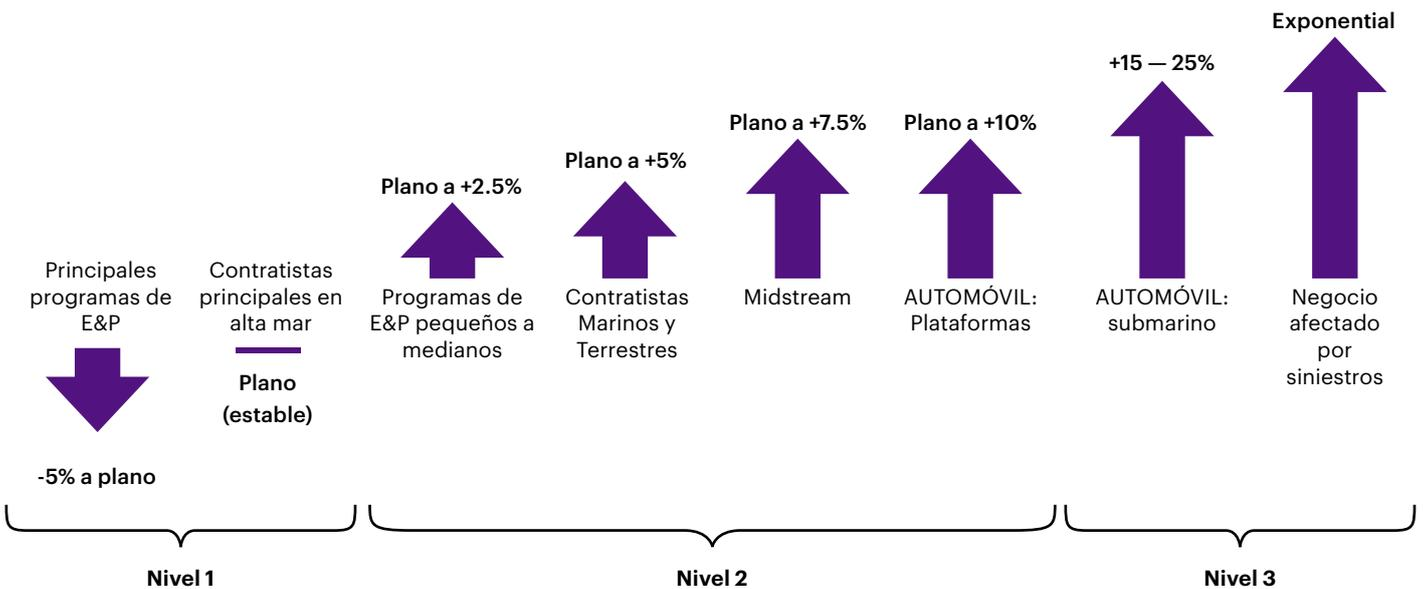 Exponential
+15 — 25%
Plano a +7.5%
Plano a +10%
Plano a +5%
Plano a +2.5%
Principales
programas de
E&P
Contratistas
principales en
alta mar
Programas de
E&P pequeños a
medianos
Contratistas
Marinos y
Terrestres
Midstream
AUTOMÓVIL:
Plataformas
AUTOMÓVIL:
submarino
Negocio
afectado
por
siniestros
Plano
(estable)
-5% a plano
Nivel 1
Nivel 2
Nivel 3